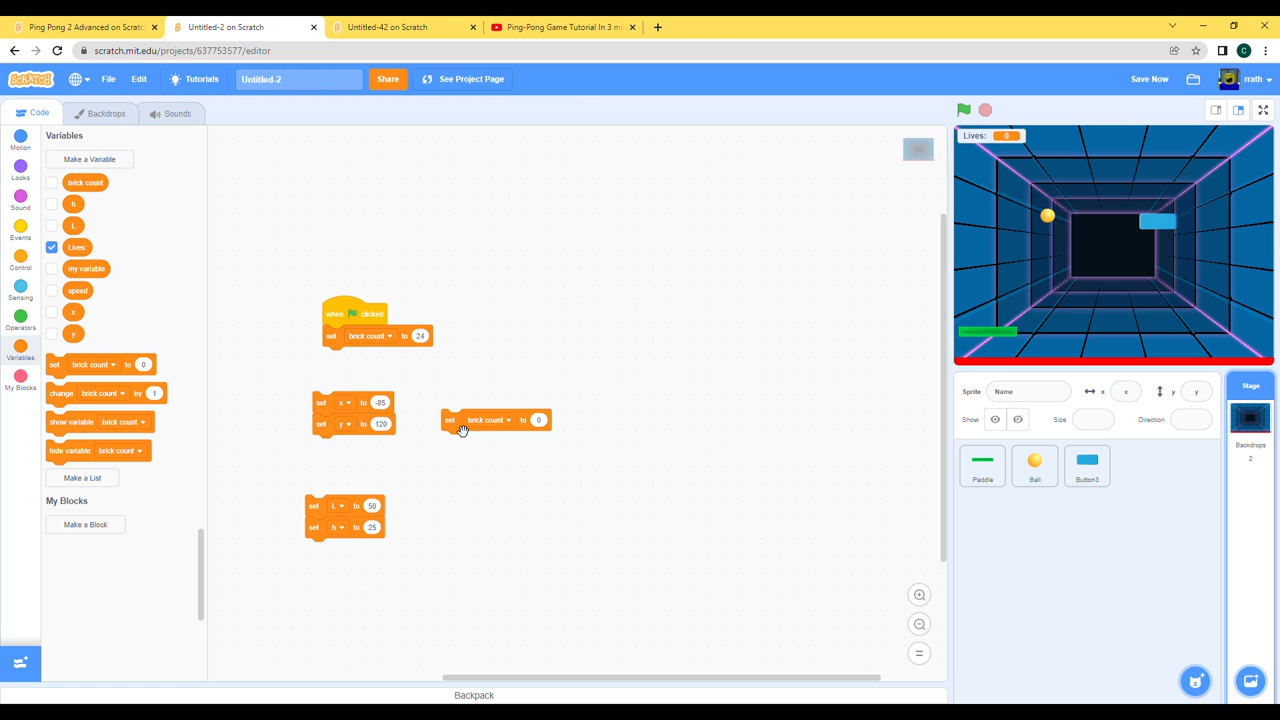 Ping Pong 2 Advanced on Scratc
Untitled-2 on Scratch
Untitled-42 on Scratch
Ping-Pong Game Tutorial In 3 mi
scratch.mit.edu/projects/637753577/editor
C
SCRATCH
File
Edit
Tutorials
Untitled-2
Share
See Project Page
Save Now
rrath
Code
Backdrops
Sounds
Motion
Looks
Sound
Events
Control
Sensing
Operators
Variables
My Blocks
Variables
Make a Variable
brick count
h
L
Lives:
my variable
speed
x
y
set brick count to 0
change brick count by 1
show variable brick count
hide variable brick count
Make a List
My Blocks
Make a Block
when clicked
set brick count to 24
set x to -85
set y to 120
set brick count to 0
set L to 50
set h to 25
Backpack
Lives: 0
Sprite Name x x y y
Show Size Direction
Paddle
Ball
Button3
Stage
Backdrops
2